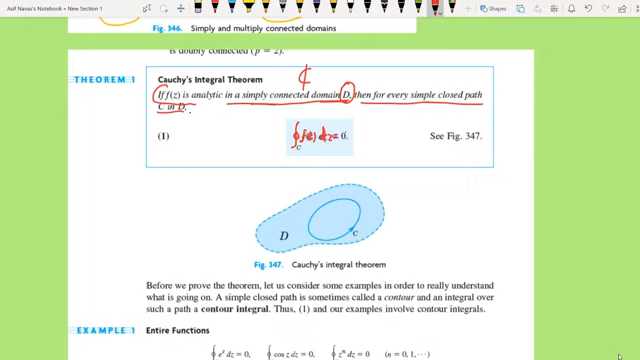 Asif Navas's Notebook » New Section 1
Shapes
Fig. 346. Simply and multiply connected domains
is doubly connected (p = 2).
THEOREM 1
Cauchy's Integral Theorem
₵
If f(z) is analytic in a simply connected domain D, then for every simple closed path
C in D,
(1) ∮C f(z) dz = 0. See Fig. 347.
D
C
Fig. 347. Cauchy's integral theorem
Before we prove the theorem, let us consider some examples in order to really understand
what is going on. A simple closed path is sometimes called a contour and an integral over
such a path a contour integral. Thus, (1) and our examples involve contour integrals.
EXAMPLE 1 Entire Functions
∮ e^z dz = 0, ∮ cos z dz = 0, ∮ z^n dz = 0 (n = 0, 1, ⋯)